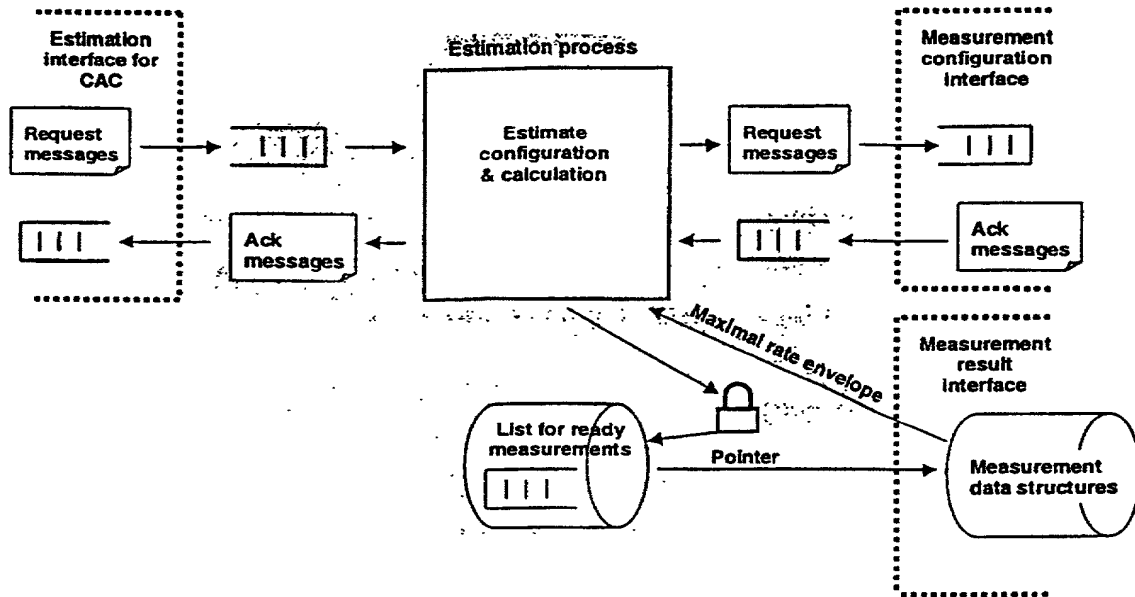 Estimation
interface for
CAC
Estimation process
Measurement
configuration
interface
Request
messages
Estimate
configuration
& calculation
Request
messages
Ack
messages
Ack
messages
Maximal rate envelope
Measurement
result
interface
List for ready
measurements
Pointer
Measurement
data structures